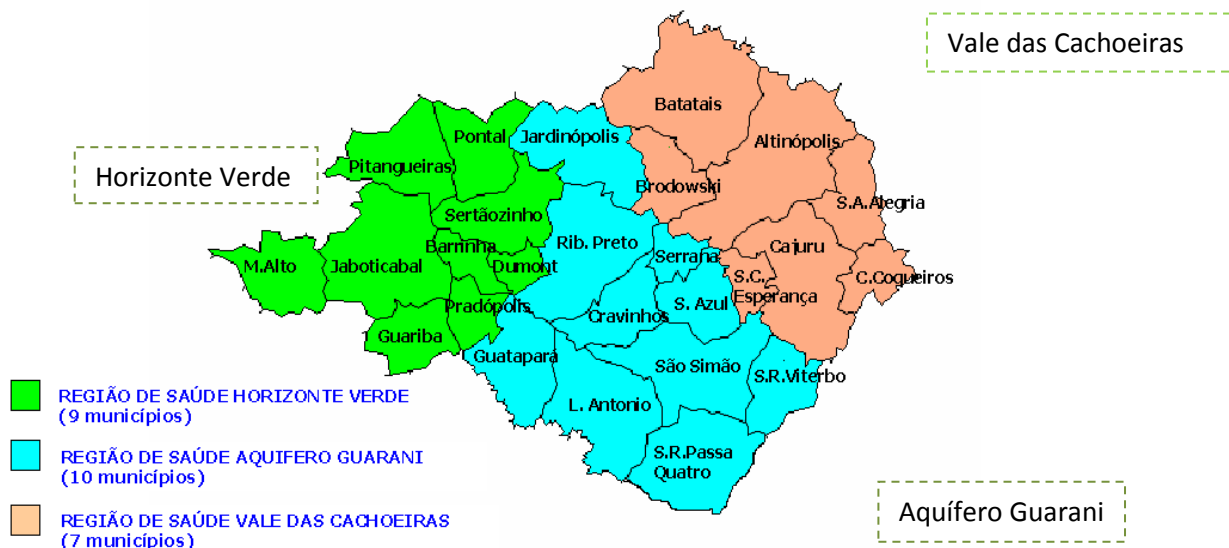 Vale das Cachoeiras
Batatais
Pontal
Jardinópolis
Altinópolis
Pitangueiras
Horizonte Verde
Brodowski
S.A.Alegria
Sertãozinho
Rib. Preto
Cajuru
Barrinha
Serrana
M.Alto
Jaboticabal
Dumont
S.C.
Esperança
C.Coqueiros
Pradópolis
S. Azul
Cravinhos
Guariba
Guatapará
São Simão
S.R.Viterbo
L. Antonio
S.R.Passa
Quatro
REGIÃO DE SAÚDE HORIZONTE VERDE
(9 municípios)
REGIÃO DE SAÚDE AQUIFERO GUARANI
(10 municípios)
REGIÃO DE SAÚDE VALE DAS CACHOEIRAS
(7 municípios)
Aquífero Guarani